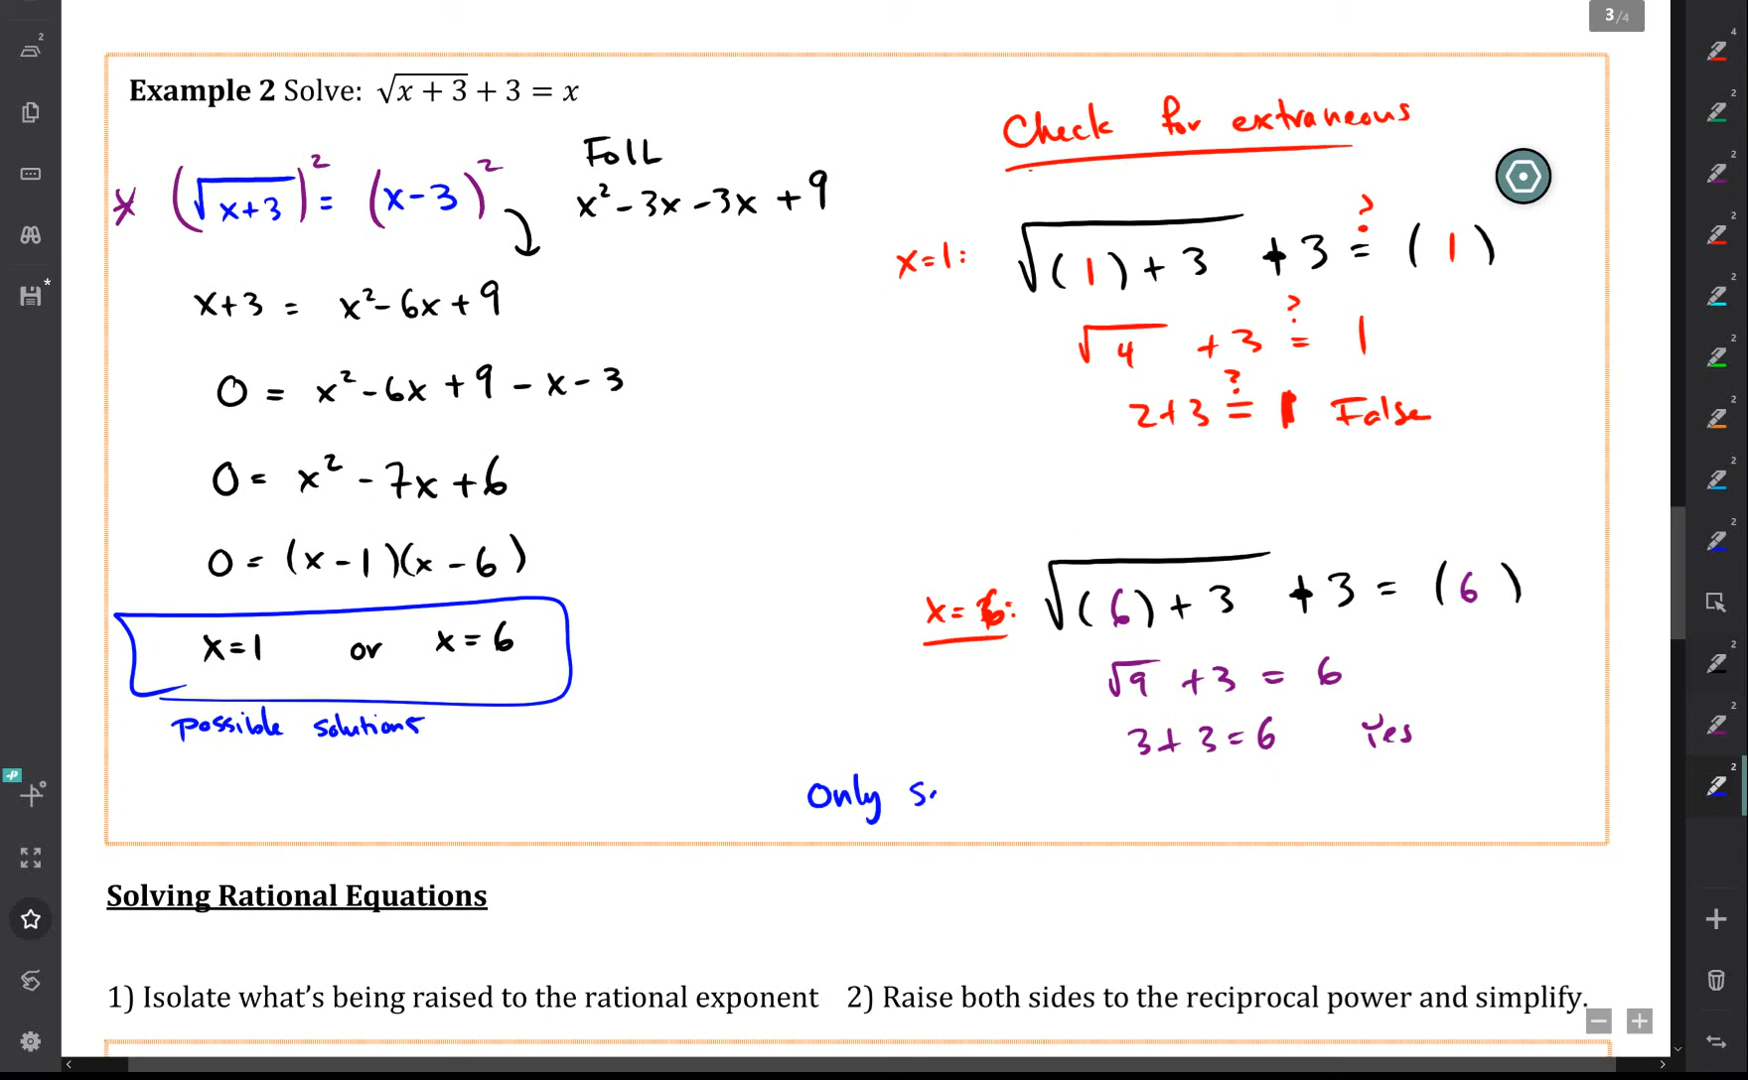 3/4
Example 2 Solve: √(x + 3) + 3 = x
Check for extraneous
FOIL
* (√(x+3))² = (x-3)²
x² - 3x - 3x + 9
x=1: √((1) + 3) + 3 ?= (1)
x+3 = x² - 6x + 9
√4 + 3 ?= 1
0 = x² - 6x + 9 - x - 3
2+3 ?= 1 False
0 = x² - 7x + 6
0 = (x - 1)(x - 6)
x = 6: √((6) + 3) + 3 = (6)
x=1 or x=6
√9 + 3 = 6
possible solutions
3+3=6 Yes
Only s.
Solving Rational Equations
1) Isolate what’s being raised to the rational exponent 2) Raise both sides to the reciprocal power and simplify.